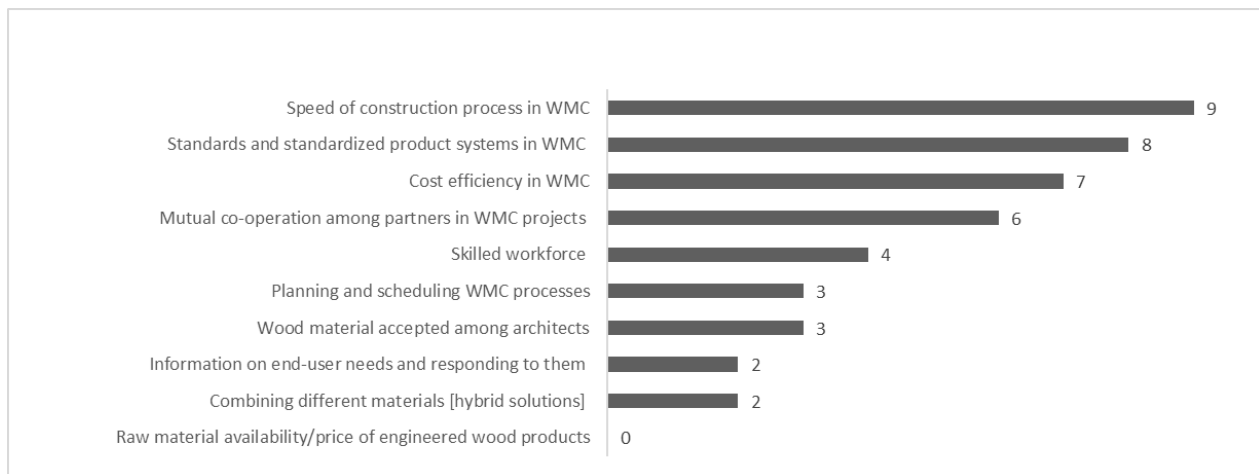 Speed of construction process in WMC 9
Standards and standardized product systems in WMC 8
Cost efficiency in WMC 7
Mutual co-operation among partners in WMC projects 6
Skilled workforce 4
Planning and scheduling WMC processes 3
Wood material accepted among architects 3
Information on end-user needs and responding to them 2
Combining different materials [hybrid solutions] 2
Raw material availability/price of engineered wood products 0